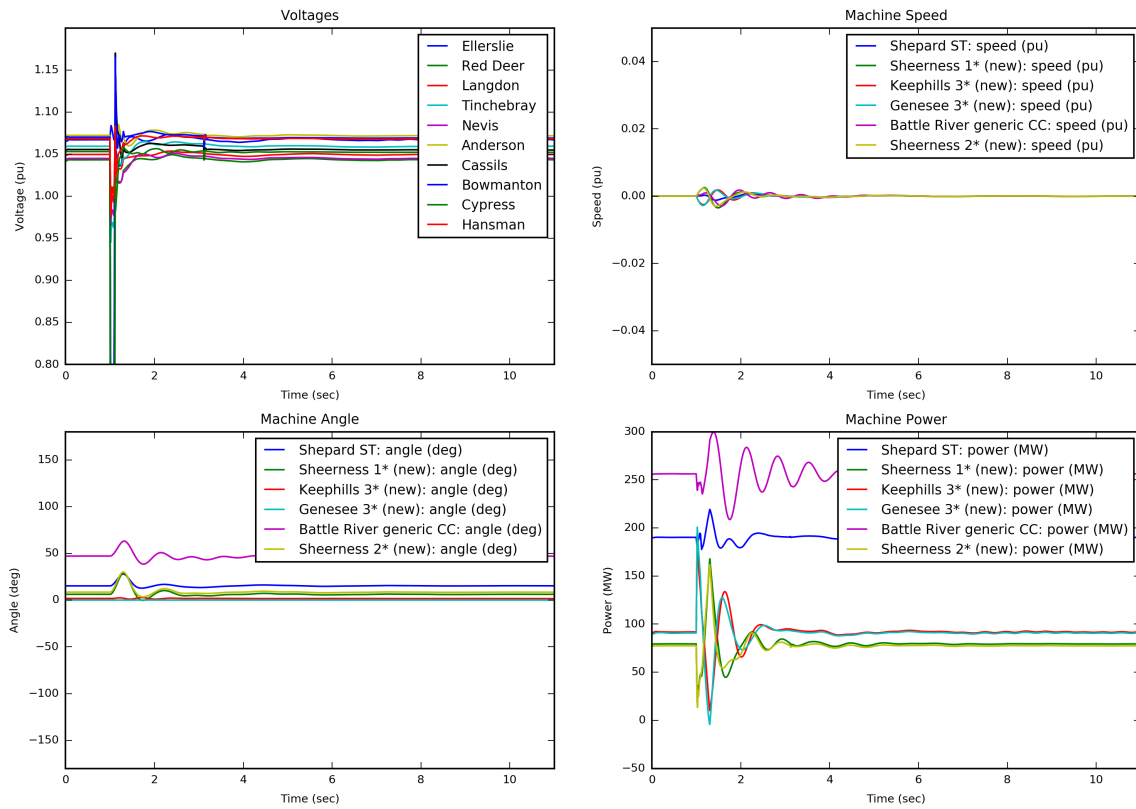 Voltages
1.15
1.10
1.05
1.00
0.95
0.90
0.85
0.80
Voltage (pu)
0 2 4 6 8 10
Time (sec)
Ellerslie
Red Deer
Langdon
Tinchebray
Nevis
Anderson
Cassils
Bowmanton
Cypress
Hansman
Machine Speed
0.04
0.02
0.00
−0.02
−0.04
Speed (pu)
0 2 4 6 8 10
Time (sec)
Shepard ST: speed (pu)
Sheerness 1* (new): speed (pu)
Keephills 3* (new): speed (pu)
Genesee 3* (new): speed (pu)
Battle River generic CC: speed (pu)
Sheerness 2* (new): speed (pu)
Machine Angle
150
100
50
0
−50
−100
−150
Angle (deg)
0 2 4 6 8 10
Time (sec)
Shepard ST: angle (deg)
Sheerness 1* (new): angle (deg)
Keephills 3* (new): angle (deg)
Genesee 3* (new): angle (deg)
Battle River generic CC: angle (deg)
Sheerness 2* (new): angle (deg)
Machine Power
300
250
200
150
100
50
0
−50
Power (MW)
0 2 4 6 8 10
Time (sec)
Shepard ST: power (MW)
Sheerness 1* (new): power (MW)
Keephills 3* (new): power (MW)
Genesee 3* (new): power (MW)
Battle River generic CC: power (MW)
Sheerness 2* (new): power (MW)